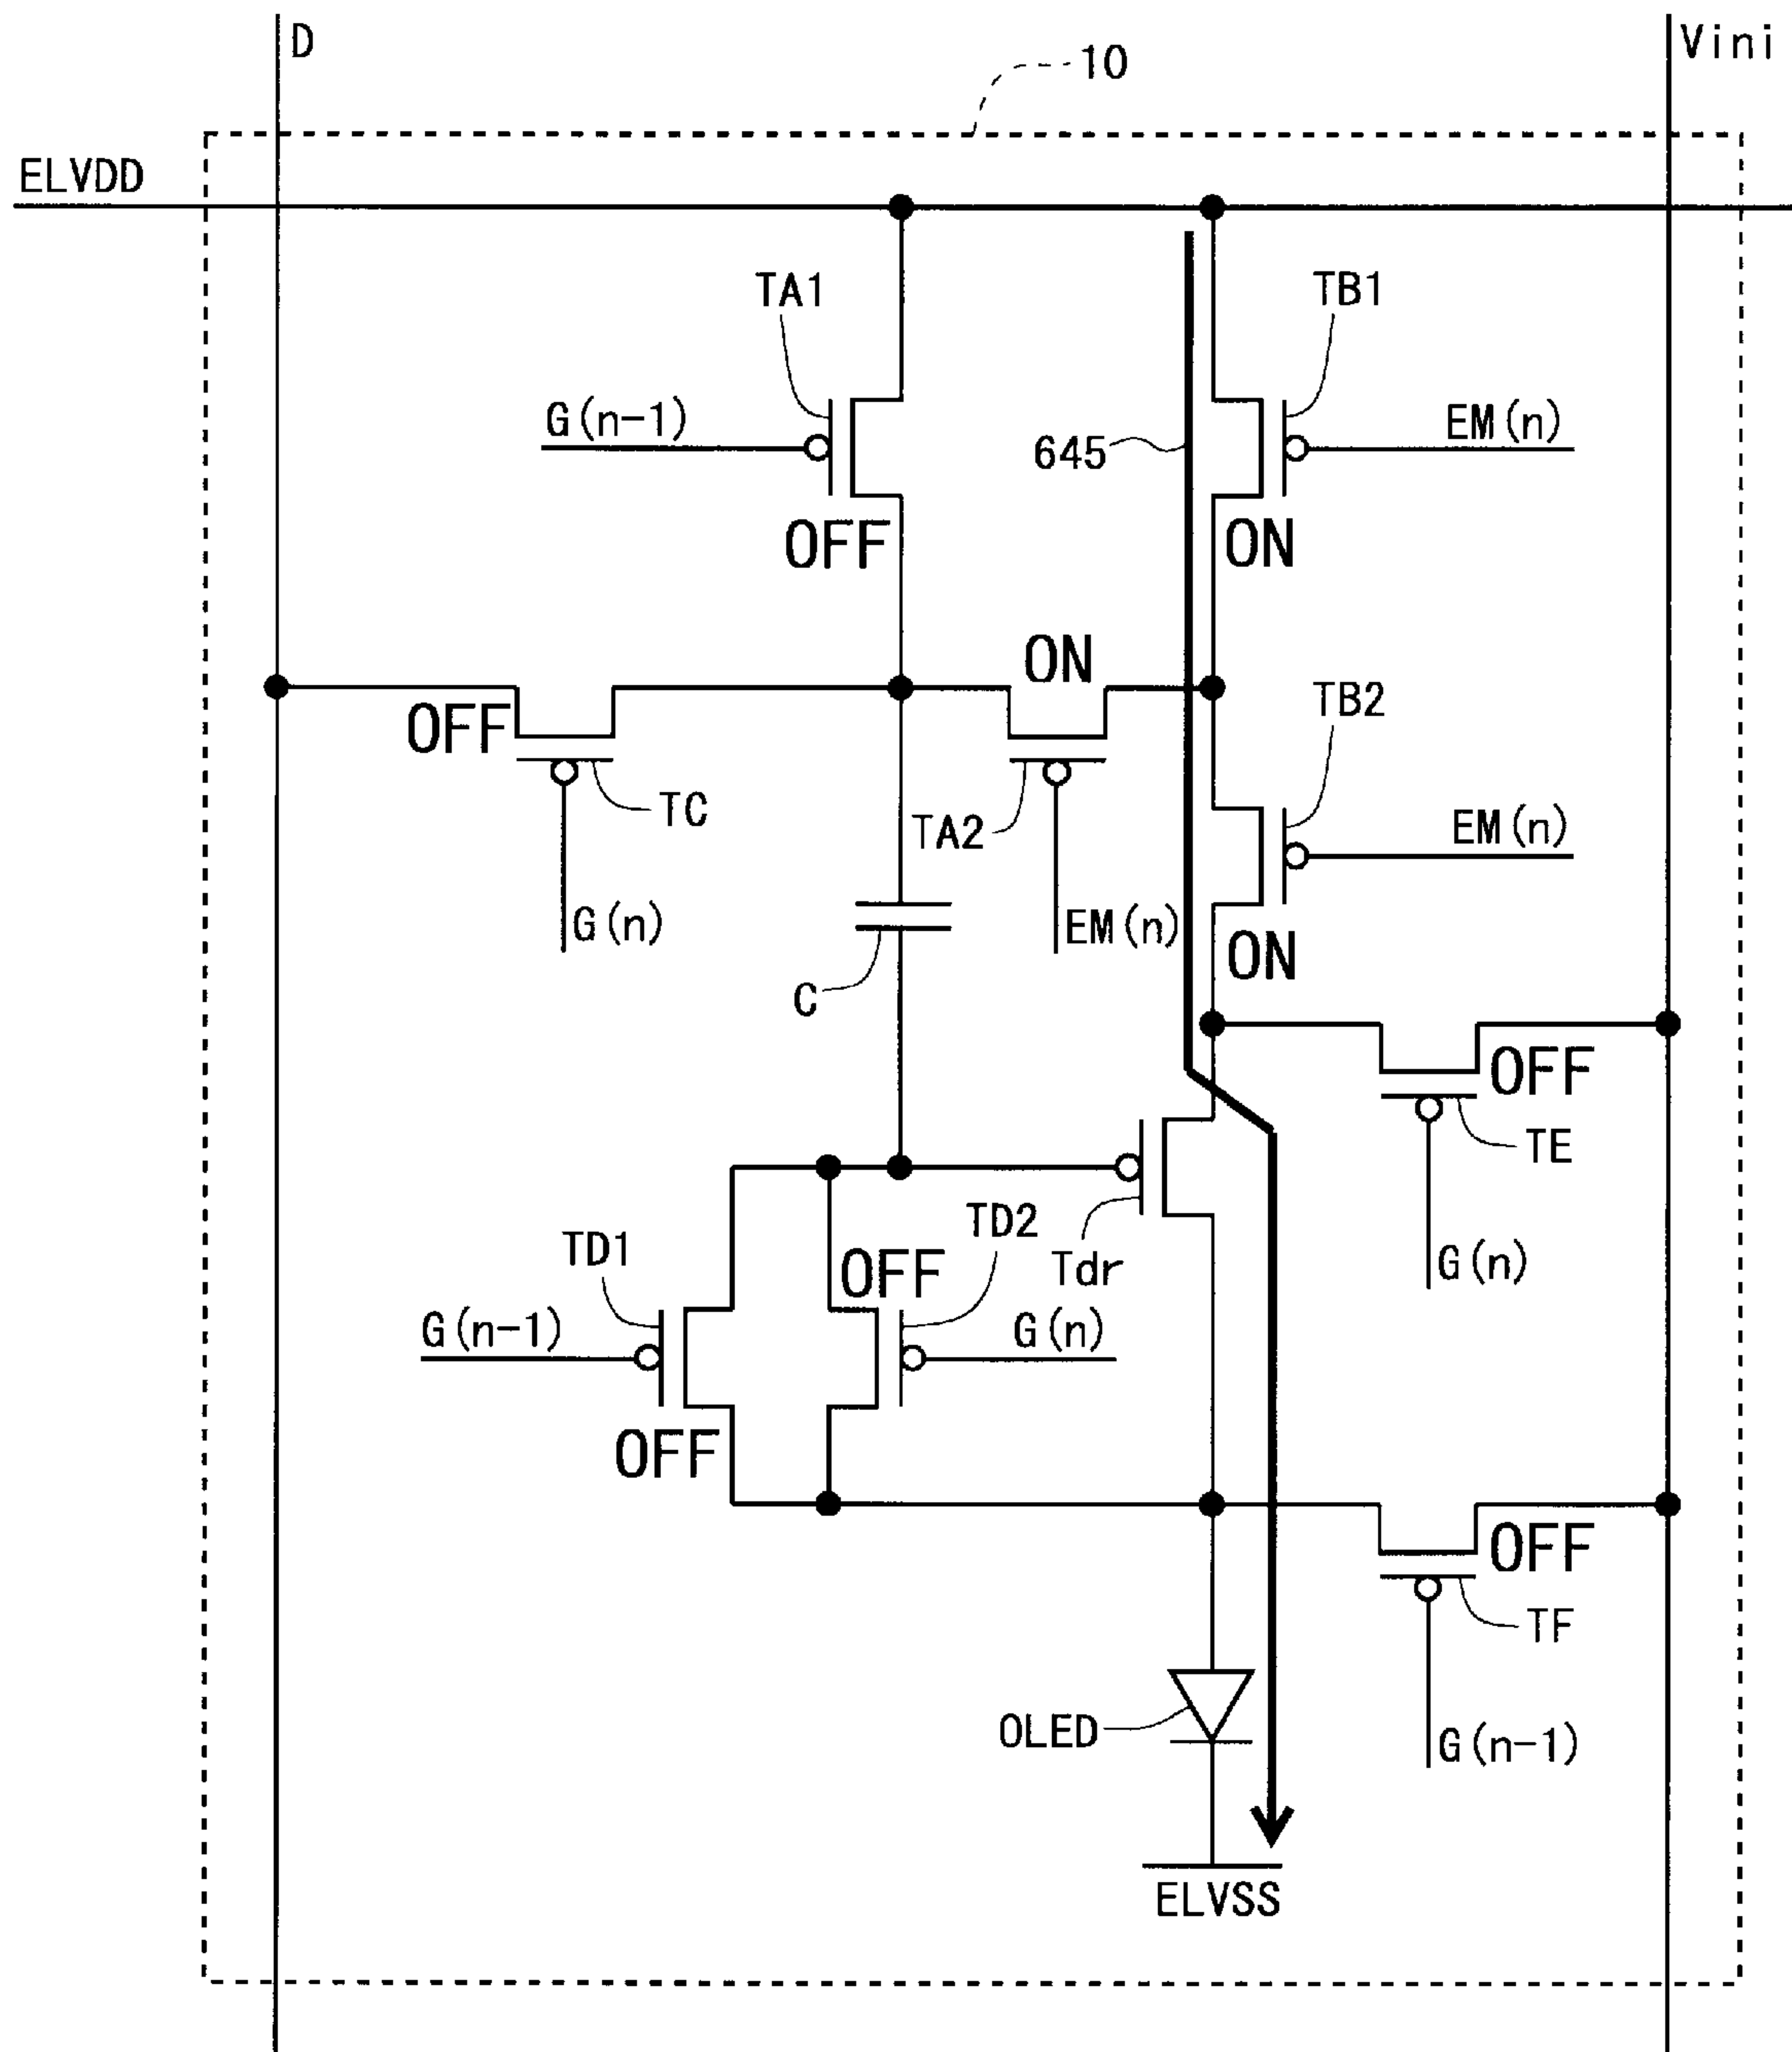 D
Vini
10
ELVDD
TA1
TB1
G(n-1)
645
EM(n)
OFF
ON
ON
OFF
TB2
TC
TA2
EM(n)
G(n)
EM(n)
ON
C
OFF
TE
TD1
TD2
OFF
Tdr
G(n)
G(n-1)
G(n)
OFF
OFF
TF
OLED
G(n-1)
ELVSS